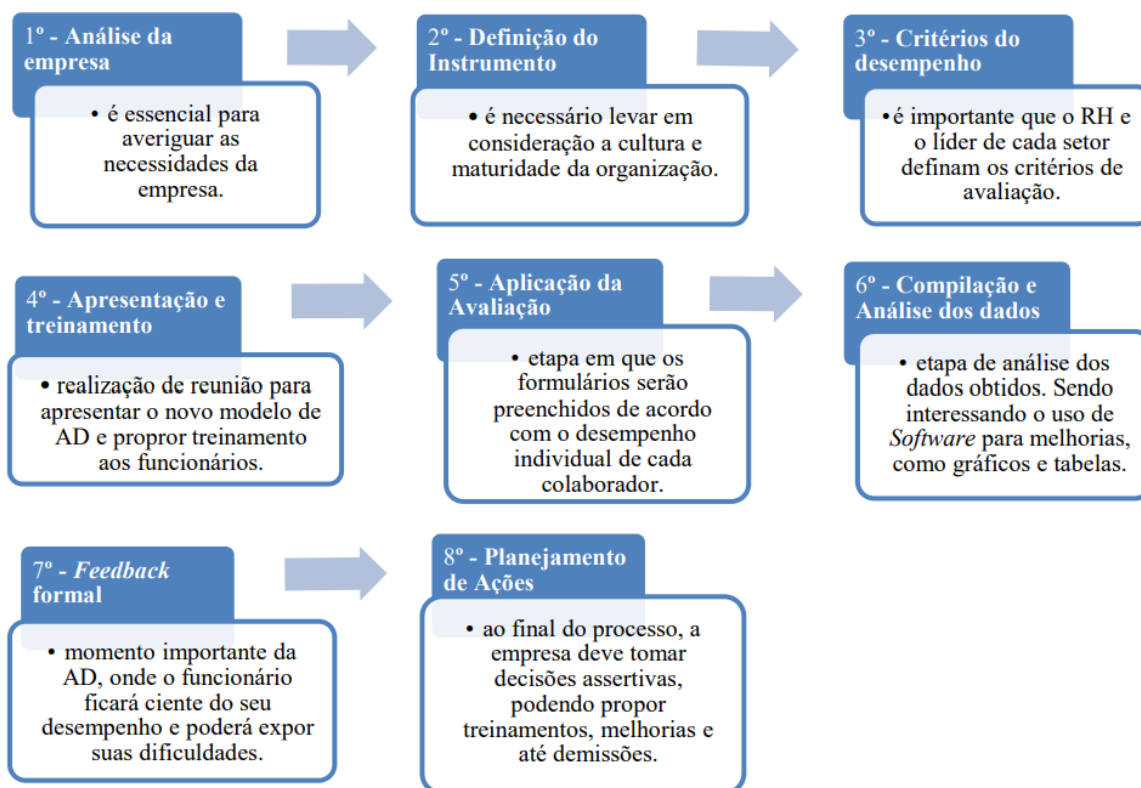 1º - Análise da
empresa
• é essencial para
averiguar as
necessidades da
empresa.
2º - Definição do
Instrumento
• é necessário levar em
consideração a cultura e
maturidade da organização.
3º - Critérios do
desempenho
• é importante que o RH e
o líder de cada setor
definam os critérios de
avaliação.
4º - Apresentação e
treinamento
• realização de reunião para
apresentar o novo modelo de
AD e propror treinamento
aos funcionários.
5º - Aplicação da
Avaliação
• etapa em que os
formulários serão
preenchidos de acordo
com o desempenho
individual de cada
colaborador.
6º - Compilação e
Análise dos dados
• etapa de análise dos
dados obtidos. Sendo
interessando o uso de
Software para melhorias,
como gráficos e tabelas.
7º - Feedback
formal
• momento importante da
AD, onde o funcionário
ficará ciente do seu
desempenho e poderá expor
suas dificuldades.
8º - Planejamento
de Ações
• ao final do processo, a
empresa deve tomar
decisões assertivas,
podendo propor
treinamentos, melhorias e
até demissões.